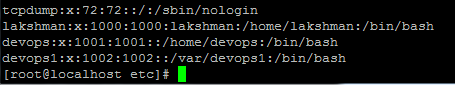 tcpdump:x:72:72::/:/sbin/nologin
lakshman:x:1000:1000:lakshman:/home/lakshman:/bin/bash
devops:x:1001:1001::/home/devops:/bin/bash
devops1:x:1002:1002::/var/devops1:/bin/bash
[root@localhost etc]#